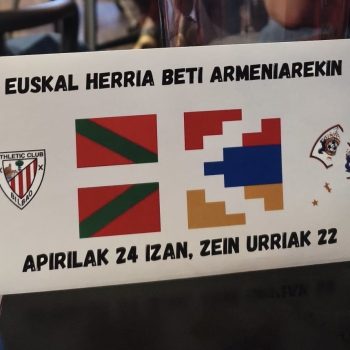 EUSKAL HERRIA BETI ARMENIAREKIN
ATHLETIC CLUB
BILBAO
APIRILAK 24 IZAN, ZEIN URRIAK 22